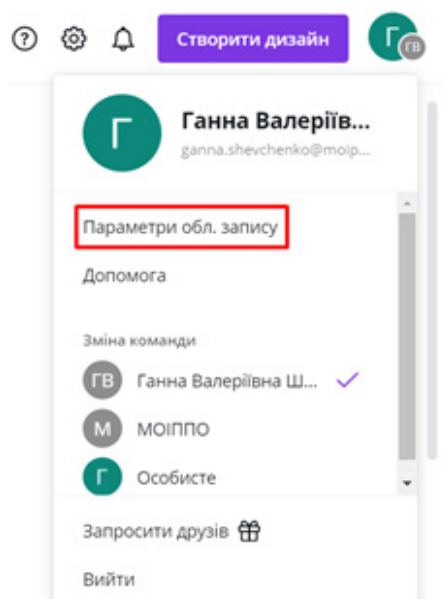 Створити дизайн
Г
ГВ
Г
Ганна Валеріїв...
ganna.shevchenko@moip...
Параметри обл. запису
Допомога
Зміна команди
ГВ Ганна Валеріївна Ш...
М МОІППО
Г Особисте
Запросити друзів
Вийти